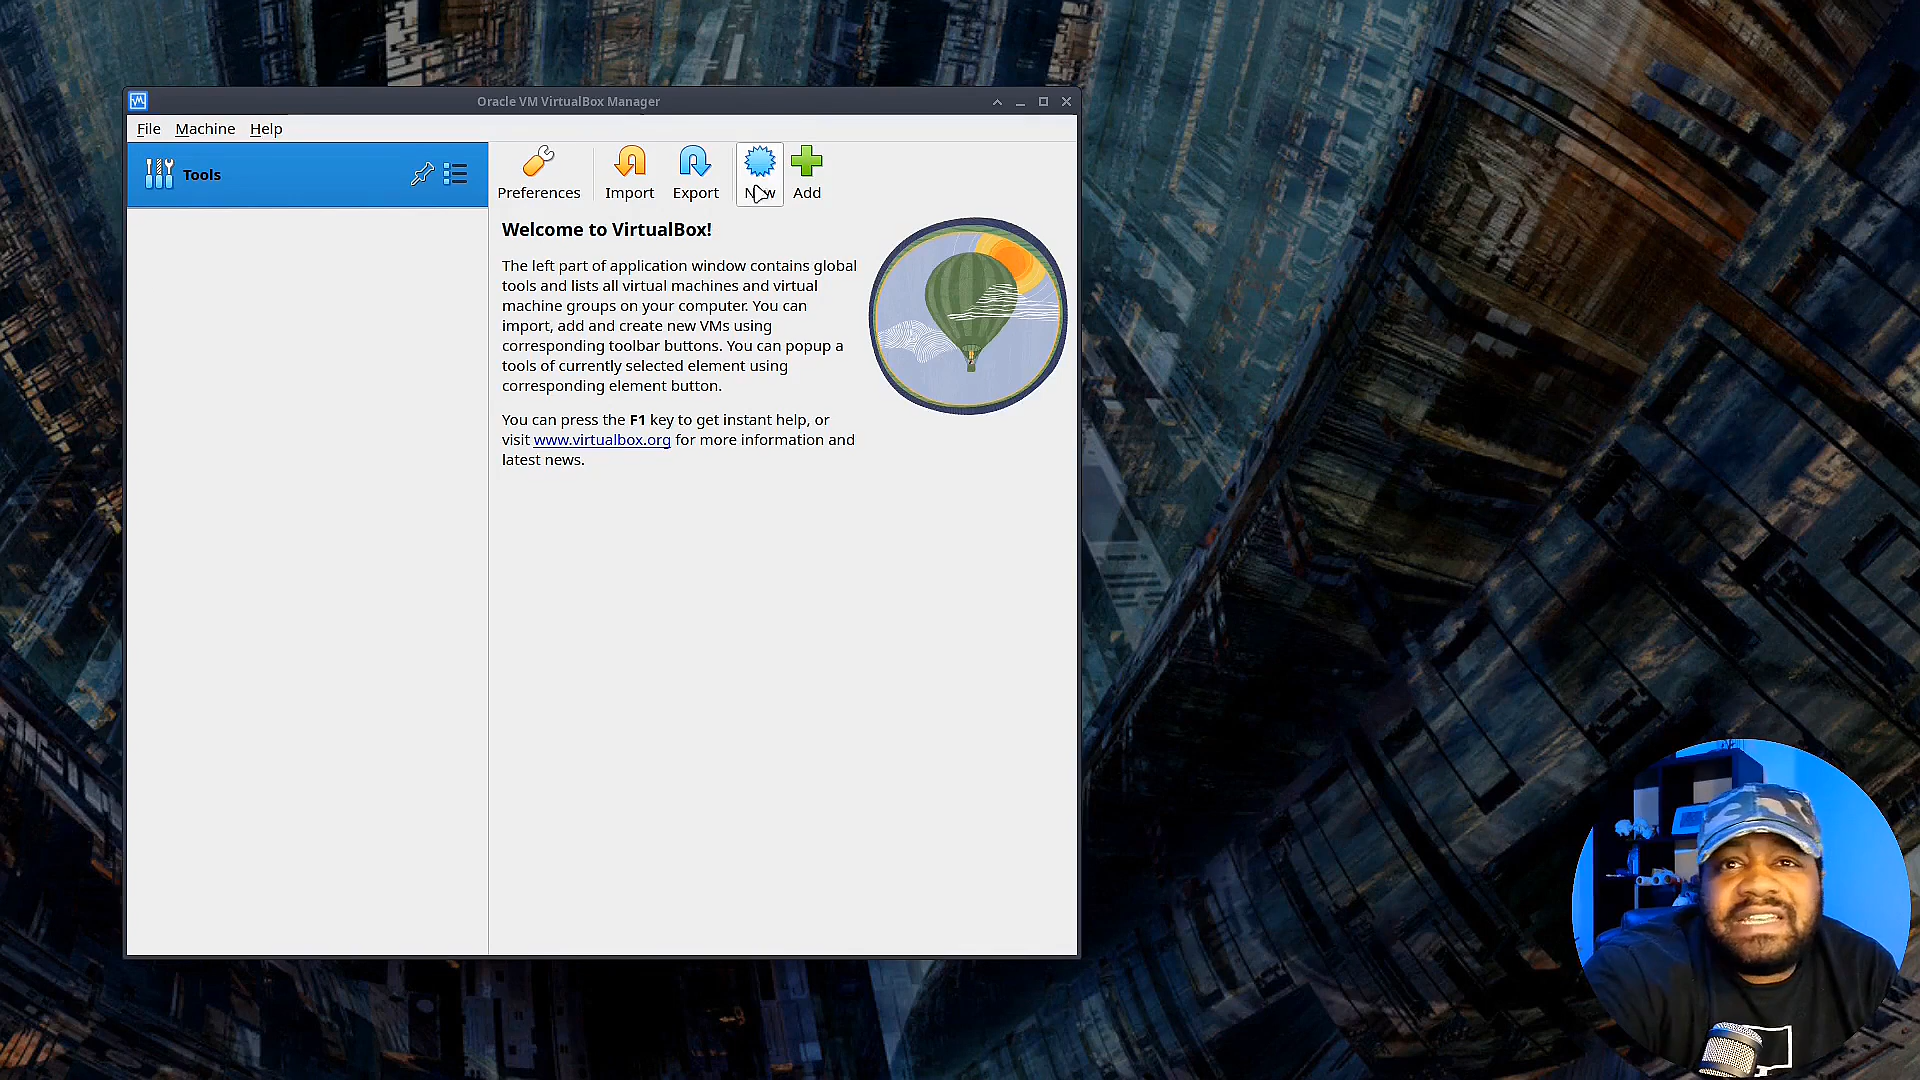 Oracle VM VirtualBox Manager
File Machine Help
Tools
Preferences Import Export New Add
Welcome to VirtualBox!
The left part of application window contains global
tools and lists all virtual machines and virtual
machine groups on your computer. You can
import, add and create new VMs using
corresponding toolbar buttons. You can popup a
tools of currently selected element using
corresponding element button.
You can press the F1 key to get instant help, or
visit www.virtualbox.org for more information and
latest news.